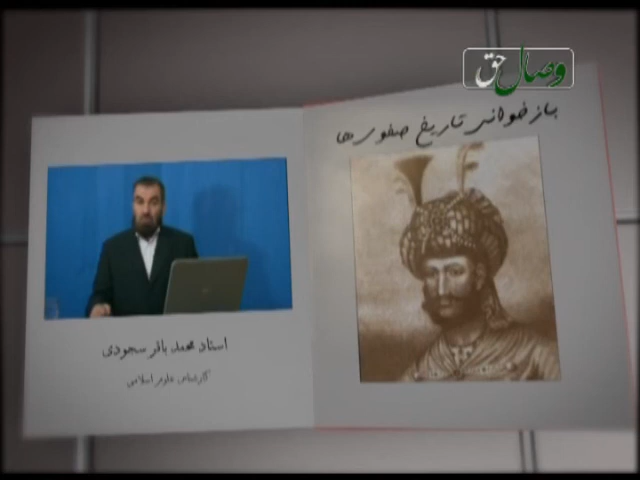 وصال حق
بازخوانی تاریخ صفوی ها
استاد محمد باقر سجودی
کارشناس علوم اسلامی